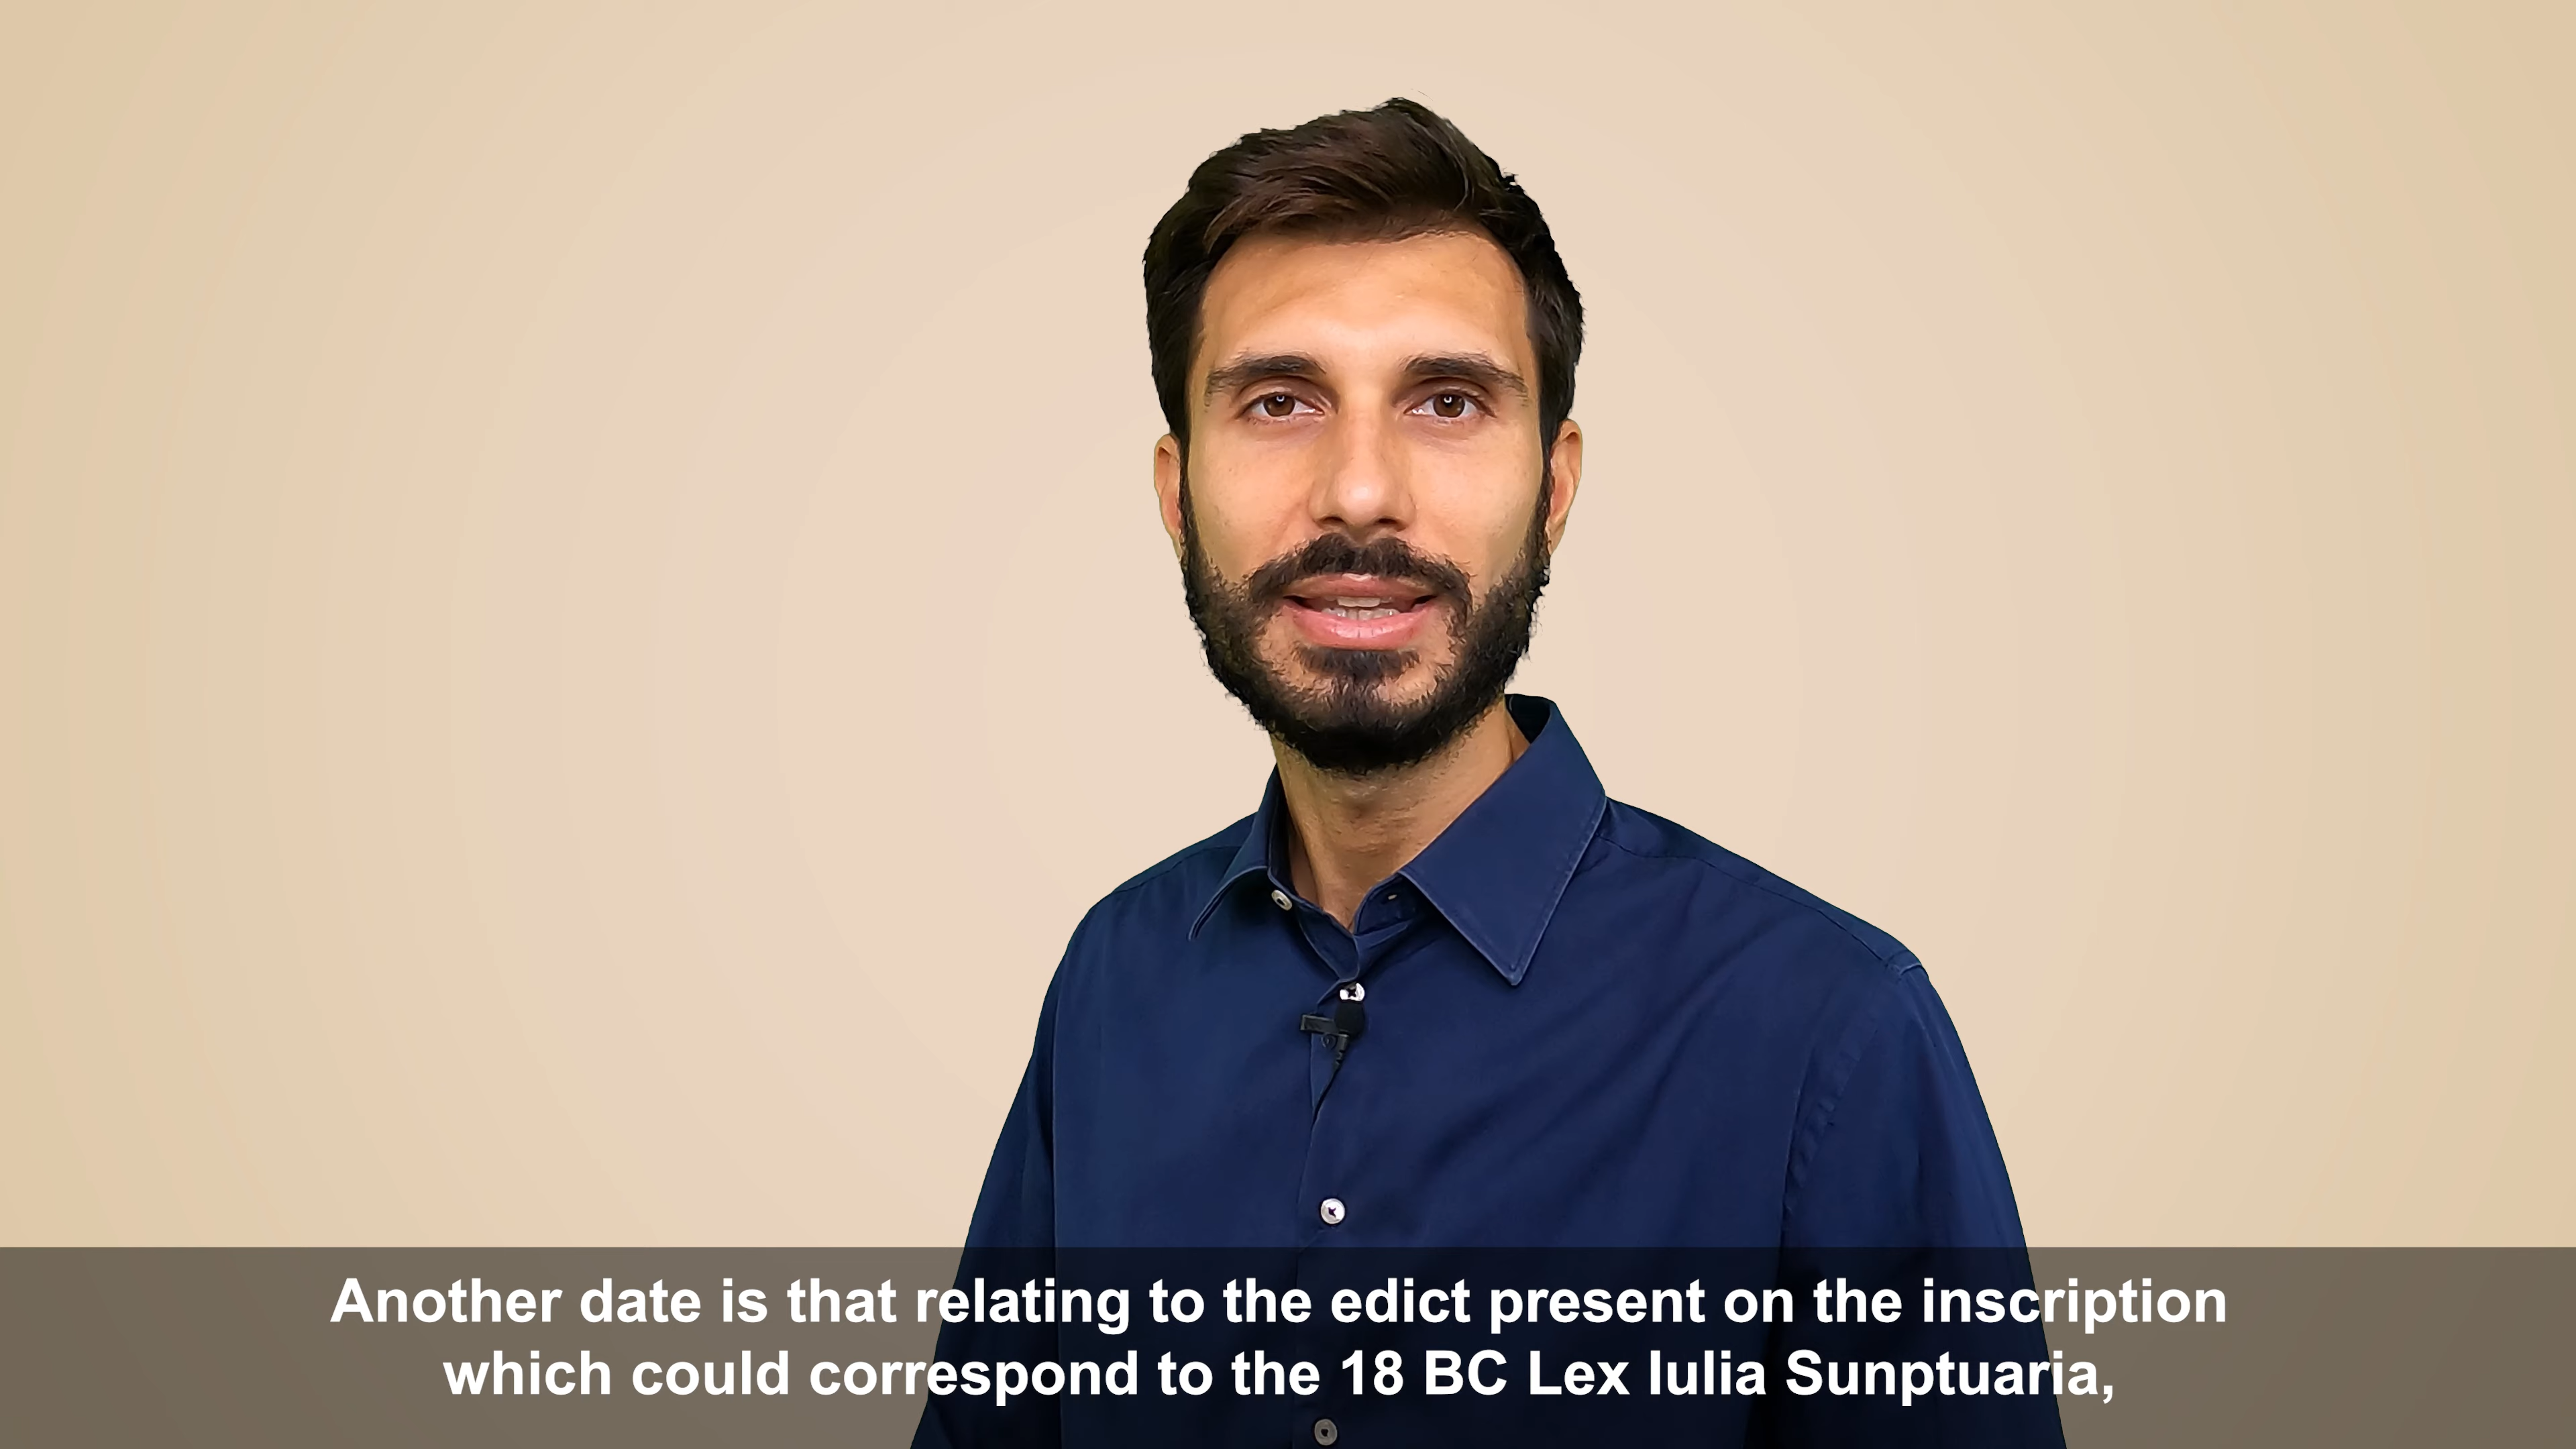 Another date is that relating to the edict present on the inscription
which could correspond to the 18 BC Lex Iulia Sunptuaria,